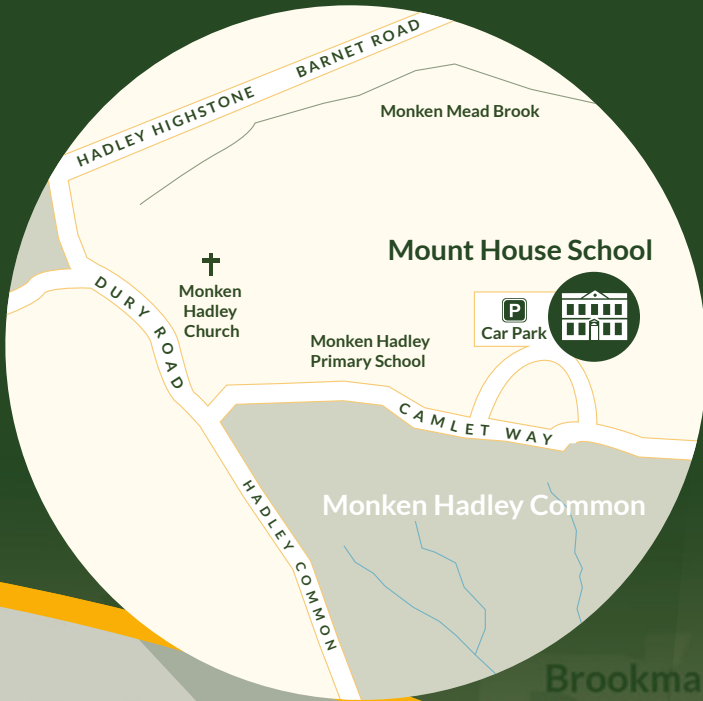 BARNET ROAD
HADLEY HIGHSTONE
Monken Mead Brook
Mount House School
Monken
Hadley
Church
DURY ROAD
P
Car Park
Monken Hadley
Primary School
CAMLET WAY
Monken Hadley Common
HADLEY COMMON
Brookma